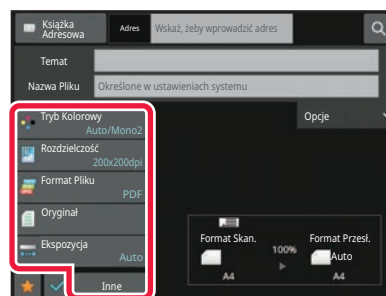 Książka
Adresowa
Adres
Wskaż, żeby wprowadzić adres
Temat
Nazwa Pliku
Określone w ustawieniach systemu
Tryb Kolorowy
Auto/Mono2
Opcje
Rozdzielczość
200x200dpi
Format Pliku
PDF
Oryginał
Ekspozycja
Auto
Inne
Format Skan.
100%
Format Przesł.
Auto
A4
A4